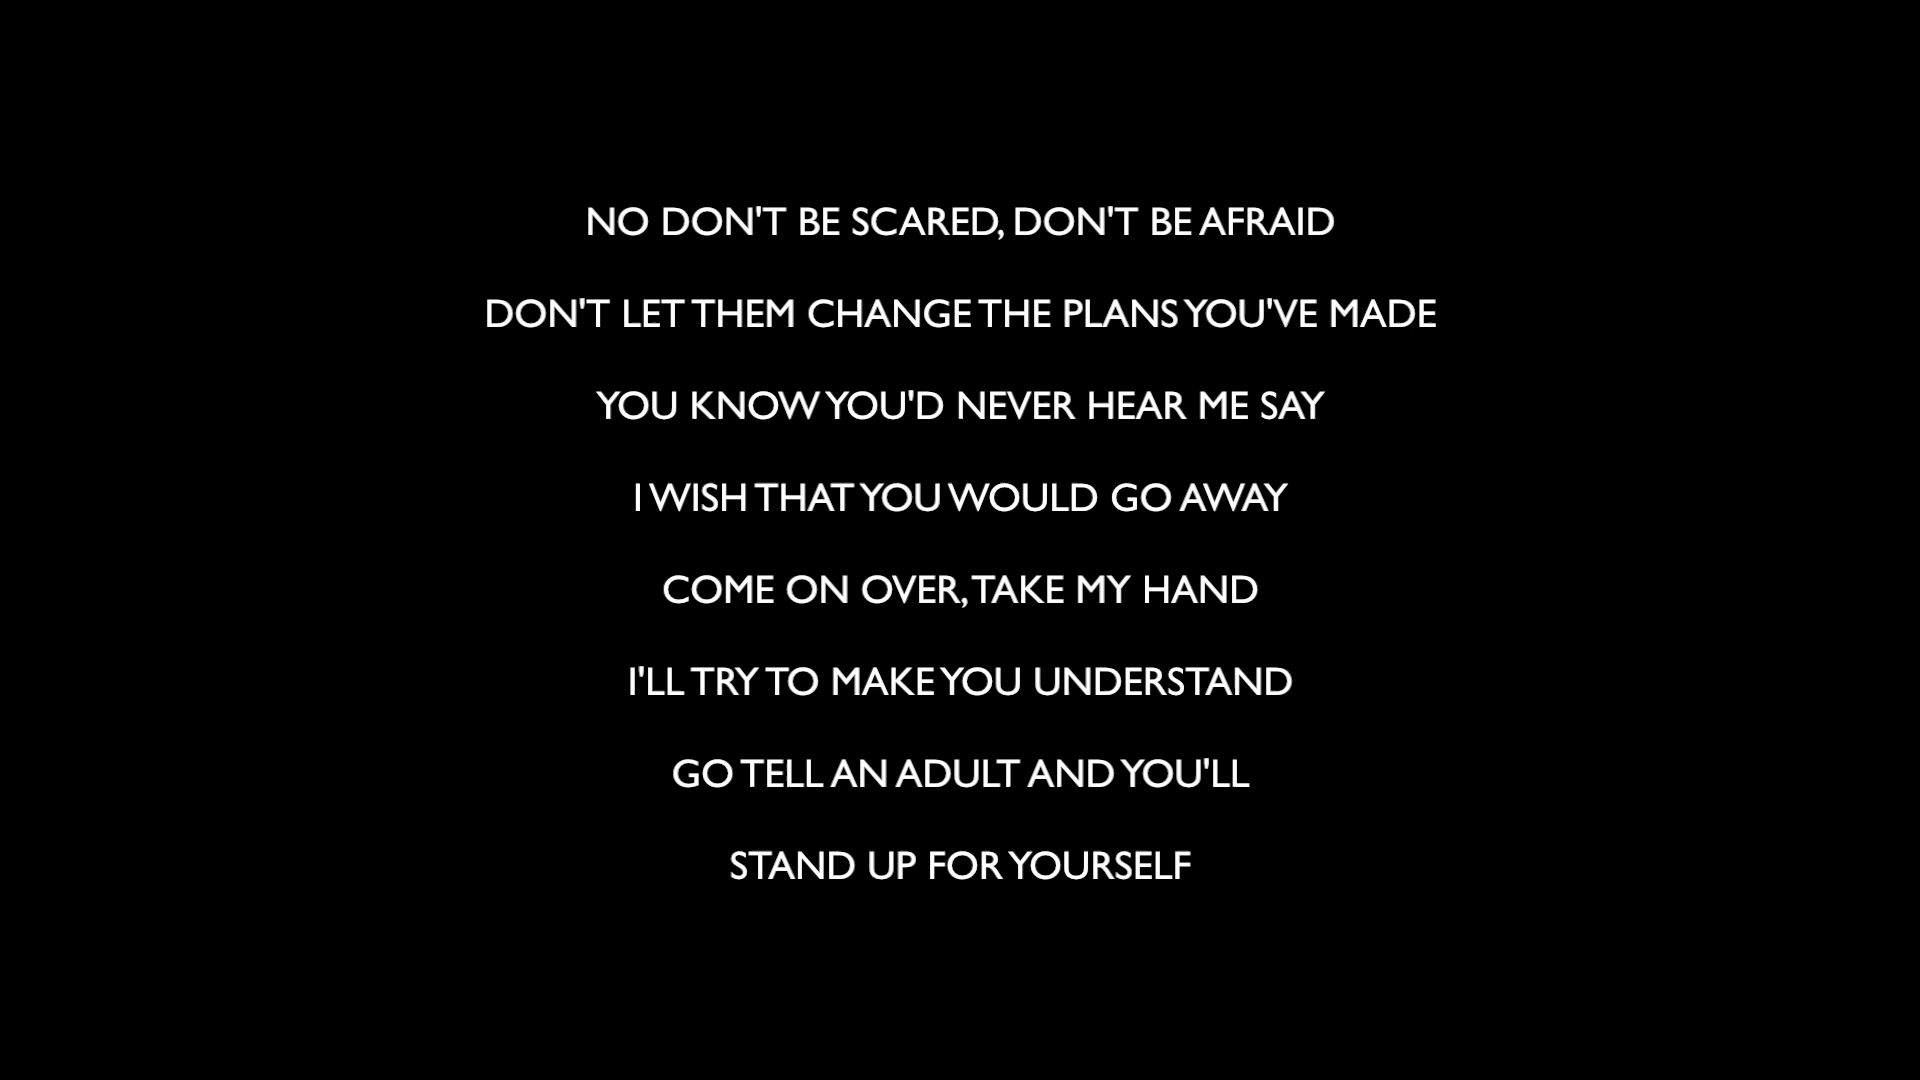 NO DON'T BE SCARED, DON'T BE AFRAID
DON'T LET THEM CHANGE THE PLANS YOU'VE MADE
YOU KNOW YOU'D NEVER HEAR ME SAY
I WISH THAT YOU WOULD GO AWAY
COME ON OVER, TAKE MY HAND
I'LL TRY TO MAKE YOU UNDERSTAND
GO TELL AN ADULT AND YOU'LL
STAND UP FOR YOURSELF